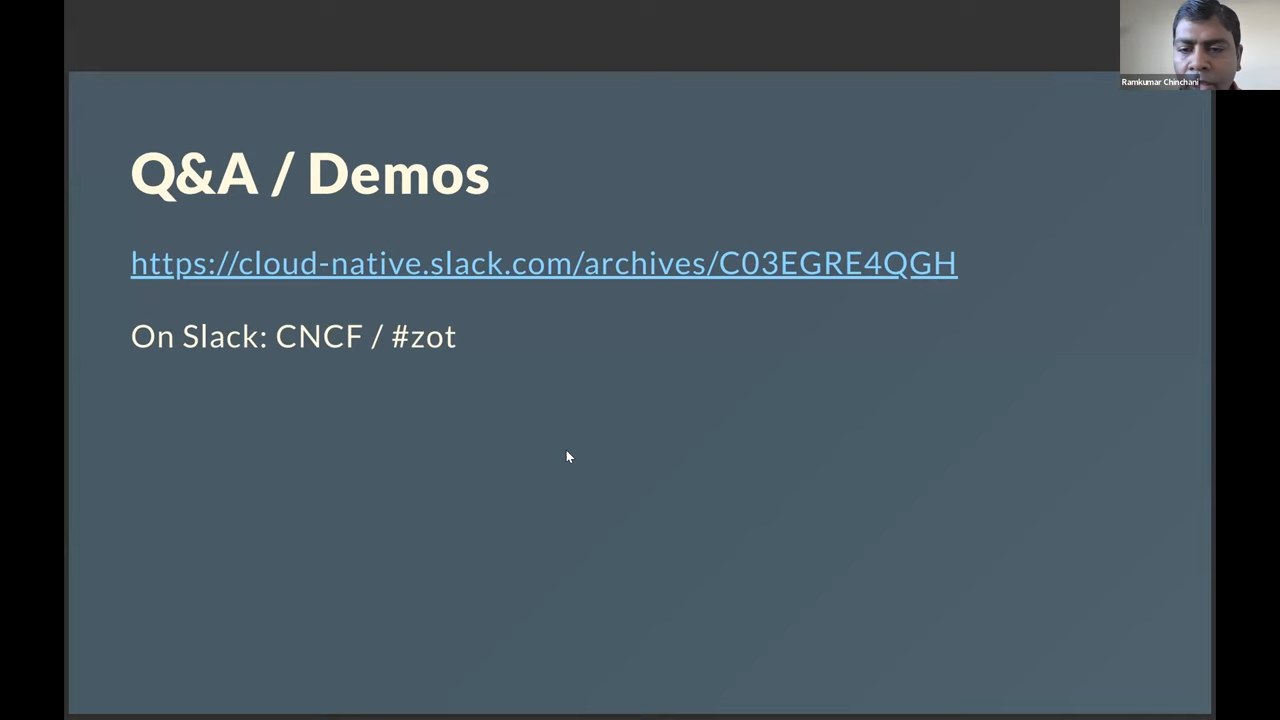 Ramkumar Chinchani
Q&A / Demos
https://cloud-native.slack.com/archives/C03EGRE4QGH
On Slack: CNCF / #zot